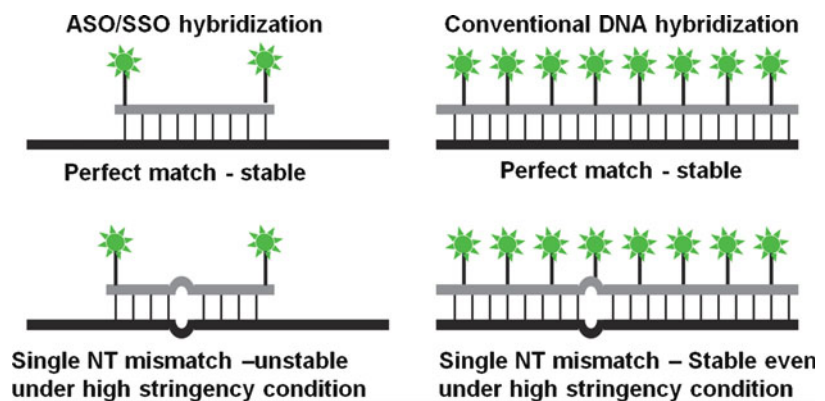 ASO/SSO hybridization
Conventional DNA hybridization
Perfect match - stable
Perfect match - stable
Single NT mismatch –unstable
under high stringency condition
Single NT mismatch – Stable even
under high stringency condition